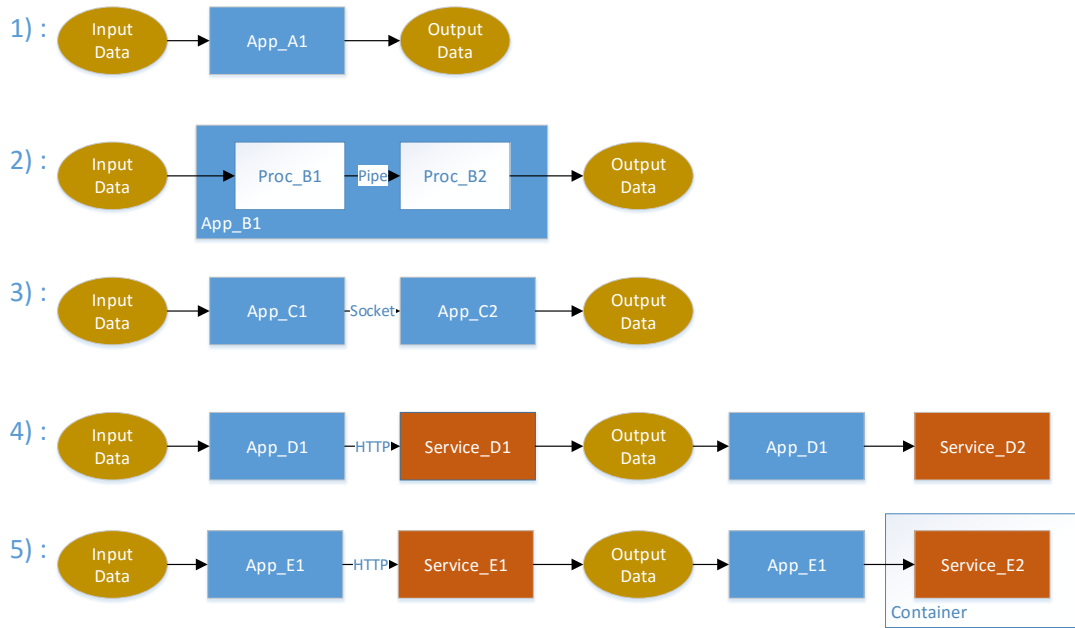 1) :
Input
Data
App_A1
Output
Data
2) :
Input
Data
Proc_B1
Pipe
Proc_B2
App_B1
Output
Data
3) :
Input
Data
App_C1
Socket
App_C2
Output
Data
4) :
Input
Data
App_D1
HTTP
Service_D1
Output
Data
App_D1
Service_D2
5) :
Input
Data
App_E1
HTTP
Service_E1
Output
Data
App_E1
Service_E2
Container